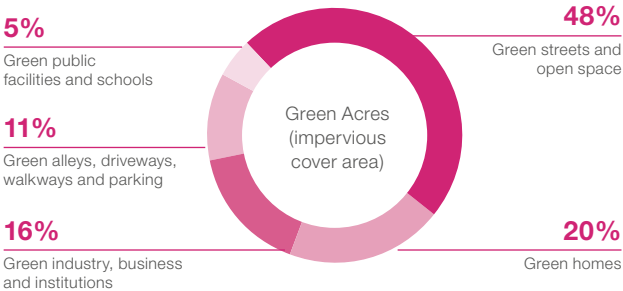 5%
Green public
facilities and schools
11%
Green alleys, driveways,
walkways and parking
16%
Green industry, business
and institutions
Green Acres
(impervious
cover area)
48%
Green streets and
open space
20%
Green homes